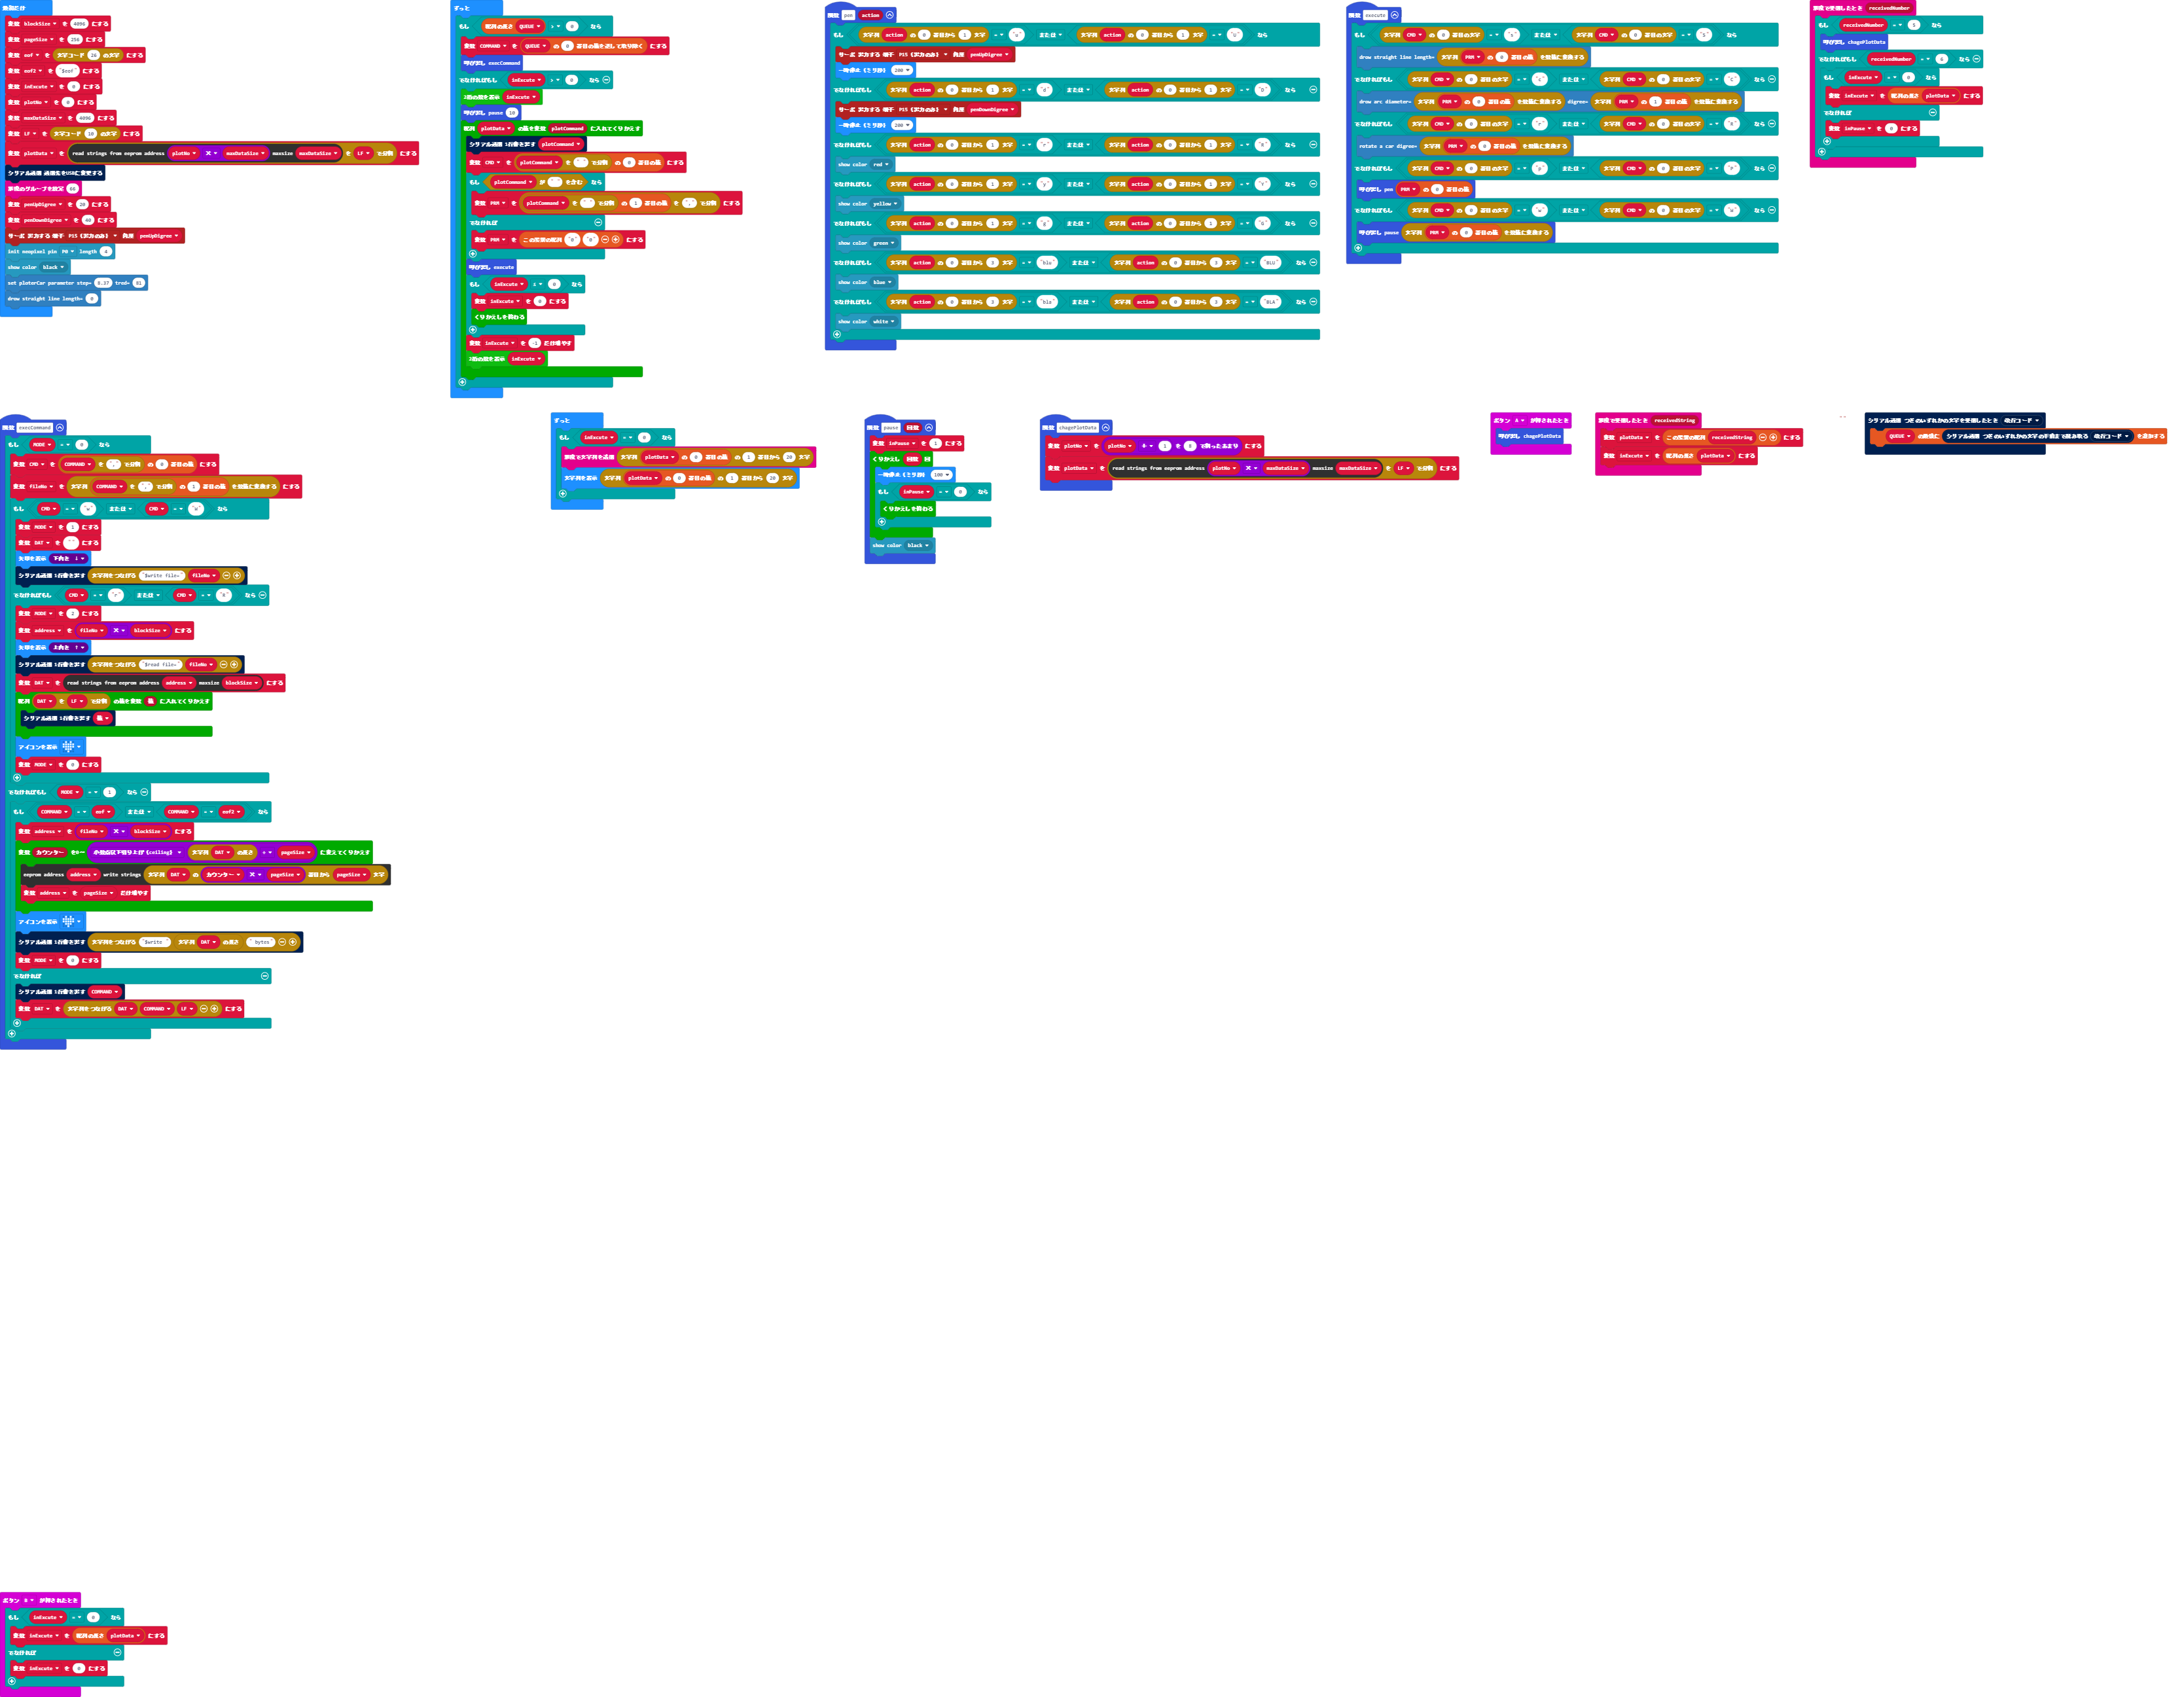 最初だけ
変数 blockSize を 4096 にする
変数 pageSize を 256 にする
変数 eof を 文字コード 26 の文字
変数 eof2 を "$eof" にする
変数 inExcute を 0 にする
変数 plotNo を 0 にする
変数 maxDataSize を 4096 にする
変数 LF を 文字コード 10 の文字 にする
変数 plotData を read strings from eeprom address plotNo × maxDataSize maxsize maxDataSize を LF で分割 にする
シリアル通信 通信先をUSBに変更する
無線のグループを設定 66
変数 penUpDigree を 20 にする
変数 penDownDigree を 60 にする
サーボ 出力する 端子 P15 (出力のみ) 角度 penUpDigree
init neopixel pin P0 length 4
show color black
set plotorCar parameter step= tred= 81
draw straight line length= 0
ずっと
もし 配列の長さ QUEUE > 0 なら
変数 COMMAND を QUEUE の 0 番目の値を返して取り除く にする
呼び出し execCommand
でなければもし inExcute > 0 なら
2桁の数を表示 inExcute
呼び出し pause 10
配列 plotData の値を変数 plotCommand に入れてくりかえす
シリアル通信 1行書き出す plotCommand
変数 CMD を plotCommand を " " で分割 の 0 番目の値 にする
もし plotCommand が " " を含む なら
変数 PRM を plotCommand を " " で分割 の 1 番目の値 を "," で分割 にする
でなければ
変数 PRM を この要素の配列 "0" "0" にする
呼び出し execute
もし inExcute 0 なら
変数 inExcute を 0 にする
くりかえしを終わる
変数 inExcute を -1 だけ増やす
2桁の数を表示 inExcute
関数 pen action
もし 文字列 action の 0 番目から 1 文字 = "u" または 文字列 action の 0 番目から 1 文字 = "U" なら
サーボ 出力する 端子 P15 (出力のみ) 角度 penUpDigree
一時停止 (ミリ秒) 200
でなければもし 文字列 action の 0 番目から 1 文字 = "d" または 文字列 action の 0 番目から 1 文字 = "D" なら
サーボ 出力する 端子 P15 (出力のみ) 角度 penDownDigree
一時停止 (ミリ秒) 200
でなければもし 文字列 action の 0 番目から 1 文字 = "r" または 文字列 action の 0 番目から 1 文字 = "R" なら
show color red
でなければもし 文字列 action の 0 番目から 1 文字 = "y" または 文字列 action の 0 番目から 1 文字 = "Y" なら
show color yellow
でなければもし 文字列 action の 0 番目から 1 文字 = "g" または 文字列 action の 0 番目から 1 文字 = "G" なら
show color green
でなければもし 文字列 action の 0 番目から 3 文字 = "blu" または 文字列 action の 0 番目から 3 文字 = "BLU" なら
show color blue
でなければもし 文字列 action の 0 番目から 3 文字 = "bla" または 文字列 action の 0 番目から 3 文字 = "BLA" なら
show color white
関数 execute
もし 文字列 CMD の 0 番目の文字 = "s" または 文字列 CMD の 0 番目の文字 = "S" なら
draw straight line length= 文字列 PRM の 0 番目の値 を数値に変換する
でなければもし 文字列 CMD の 0 番目の文字 = "c" または 文字列 CMD の 0 番目の文字 = "C" なら
draw arc diameter= 文字列 PRM の 0 番目の値 を数値に変換する digree= 文字列 PRM の 1 番目の値 を数値に変換する
でなければもし 文字列 CMD の 0 番目の文字 = "r" または 文字列 CMD の 0 番目の文字 = "R" なら
rotate a car digree= 文字列 PRM の 0 番目の値 を数値に変換する
でなければもし 文字列 CMD の 0 番目の文字 = "p" または 文字列 CMD の 0 番目の文字 = "P" なら
呼び出し pen PRM の 0 番目の値
でなければもし 文字列 CMD の 0 番目の文字 = "w" または 文字列 CMD の 0 番目の文字 = "W" なら
呼び出し pause 文字列 PRM の 0 番目の値 を数値に変換する
無線で受信したとき receivedNumber
もし receivedNumber = 5 なら
呼び出し chagePlotData
でなければもし receivedNumber = 6 なら
もし inExcute = 0 なら
変数 inExcute を 配列の長さ plotData にする
でなければ
変数 inPause を 0 にする
関数 execCommand
もし MODE = 0 なら
変数 CMD を COMMAND を "," で分割 の 0 番目の値 にする
変数 fileNo を 文字列 COMMAND を "," で分割 の 1 番目の値 を数値に変換する にする
もし CMD = "w" または CMD = "W" なら
変数 MODE を 1 にする
変数 DAT を "" にする
矢印を表示 下向き ↓
シリアル通信 1行書き出す 文字列をつなげる "$write file=" fileNo
でなければもし CMD = "r" または CMD = "R" なら
変数 MODE を 2 にする
変数 address を fileNo × blockSize にする
矢印を表示 上向き ↑
シリアル通信 1行書き出す 文字列をつなげる "$read file=" fileNo
変数 DAT を read strings from eeprom address address maxsize blockSize にする
配列 DAT を LF で分割 の値を変数 値 に入れてくりかえす
シリアル通信 1行書き出す 値
アイコンを表示
変数 MODE を 0 にする
でなければもし MODE = 1 なら
もし COMMAND = eof または COMMAND = eof2 なら
変数 address を fileNo × blockSize にする
変数 カウンター を0～ 小数点以下切り上げ (ceiling) 文字列 DAT の長さ ÷ pageSize に変えてくりかえす
eeprom address address write strings 文字列 DAT の カウンター × pageSize 番目から pageSize 文字
変数 address を pageSize だけ増やす
アイコンを表示
シリアル通信 1行書き出す 文字列をつなげる "$write " 文字列 DAT の長さ " bytes"
変数 MODE を 0 にする
でなければ
シリアル通信 1行書き出す COMMAND
変数 DAT を 文字列をつなげる DAT COMMAND LF にする
ずっと
もし inExcute = 0 なら
無線で文字列を送信 文字列 plotData の 0 番目の値 の 1 番目から 20 文字
文字列を表示 文字列 plotData の 0 番目の値 の 1 番目から 20 文字
関数 pause 回数
変数 inPause を 1 にする
くりかえし 回数 回
一時停止 (ミリ秒) 100
もし inPause = 0 なら
くりかえしを終わる
show color black
関数 chagePlotData
変数 plotNo を plotNo + 1 を 8 で割ったあまり にする
変数 plotData を read strings from eeprom address plotNo × maxDataSize maxsize maxDataSize を LF で分割 にする
ボタン A が押されたとき
呼び出し chagePlotData
無線で受信したとき receivedString
変数 plotData を この要素の配列 receivedString にする
変数 inExcute を 配列の長さ plotData にする
シリアル通信 つぎのいずれかの文字を受信したとき 改行コード
QUEUE の最後に シリアル通信 つぎのいずれかの文字の手前まで読み取る 改行コード を追加する
ボタン B が押されたとき
もし inExcute = 0 なら
変数 inExcute を 配列の長さ plotData にする
でなければ
変数 inExcute を 0 にする